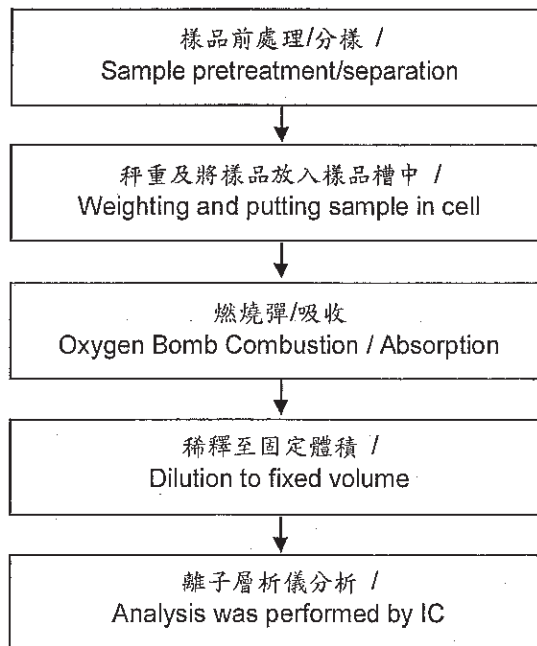 樣品前處理/分樣 /
Sample pretreatment/separation
秤重及將樣品放入樣品槽中 /
Weighting and putting sample in cell
燃燒彈/吸收
Oxygen Bomb Combustion / Absorption
稀釋至固定體積 /
Dilution to fixed volume
離子層析儀分析 /
Analysis was performed by IC